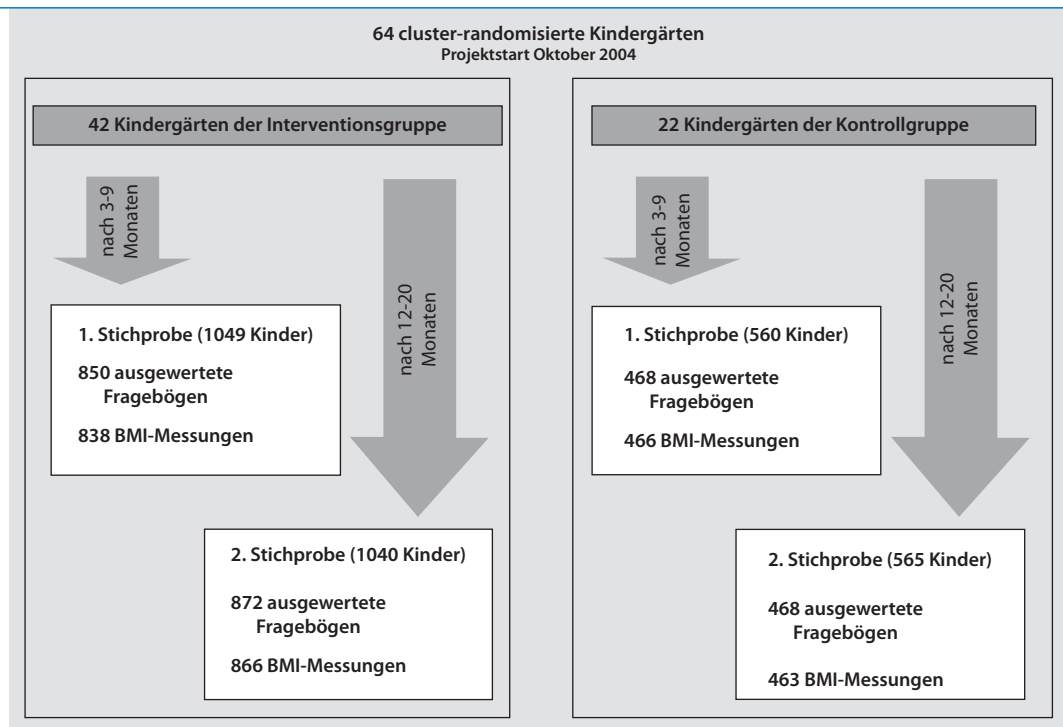 64 cluster-randomisierte Kindergärten
Projektstart Oktober 2004
42 Kindergärten der Interventionsgruppe
nach 3-9
Monaten
nach 12-20
Monaten
1. Stichprobe (1049 Kinder)
850 ausgewertete
Fragebögen
838 BMI-Messungen
2. Stichprobe (1040 Kinder)
872 ausgewertete
Fragebögen
866 BMI-Messungen
22 Kindergärten der Kontrollgruppe
nach 3-9
Monaten
nach 12-20
Monaten
1. Stichprobe (560 Kinder)
468 ausgewertete
Fragebögen
466 BMI-Messungen
2. Stichprobe (565 Kinder)
468 ausgewertete
Fragebögen
463 BMI-Messungen